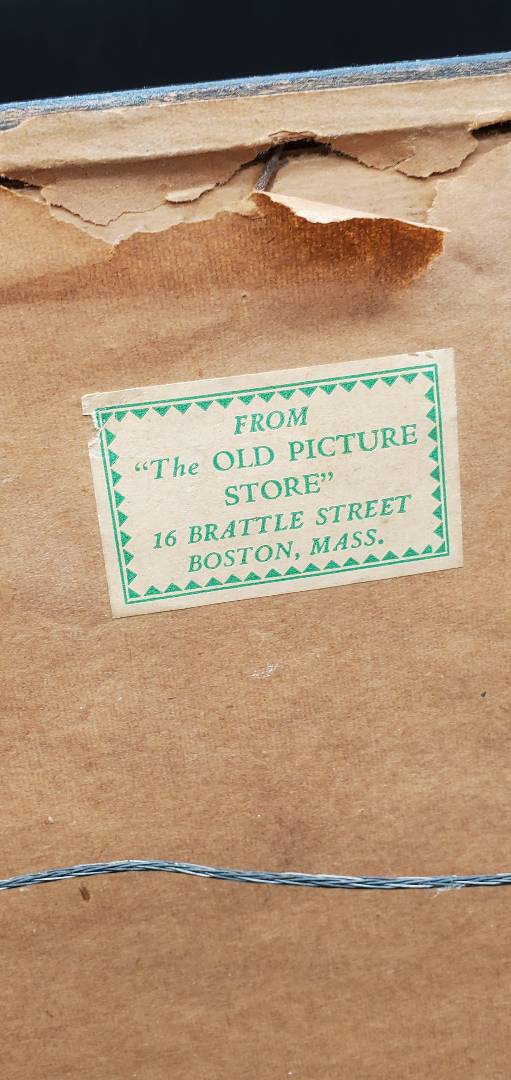 FROM
“The OLD PICTURE
STORE”
16 BRATTLE STREET
BOSTON, MASS.